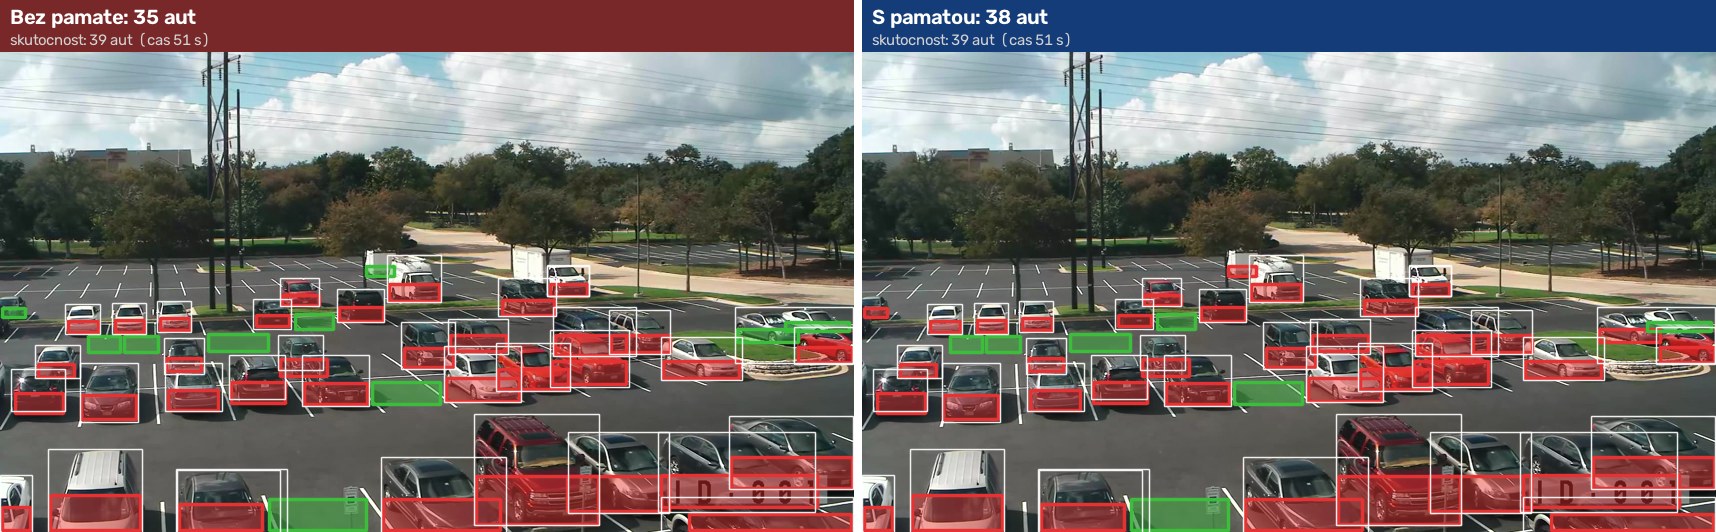 Bez pamate: 35 aut
skutocnost: 39 aut (cas 51 s)
S pamatou: 38 aut
skutocnost: 39 aut (cas 51 s)